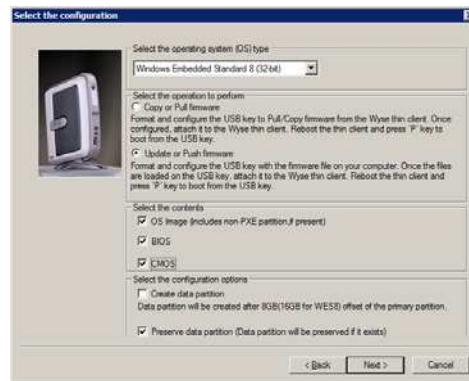 Select the configuration
Select the operating system (OS) type
Windows Embedded Standard 8 (32-bit)
Select the operation to perform
Copy or Pull firmware
Format and configure the USB key to Pull/Copy firmware from the Wyse thin client. Once
configured, attach it to the Wyse thin client. Reboot the thin client and press 'P' key to
boot from the USB key.
Update or Push firmware
Format and configure the USB key with the firmware file on your computer. Once the files
are loaded on the USB key, attach it to the Wyse thin client. Reboot the thin client and
press 'P' key to boot from the USB key.
Select the contents
OS Image (includes non-PXE partition,if present)
BIOS
CMOS
Select the configuration options
Create data partition
Data partition will be created after 8GB(16GB for WES8) offset of the primary partition.
Preserve data partition (Data partition will be preserved if it exists)
< Back
Next >
Cancel